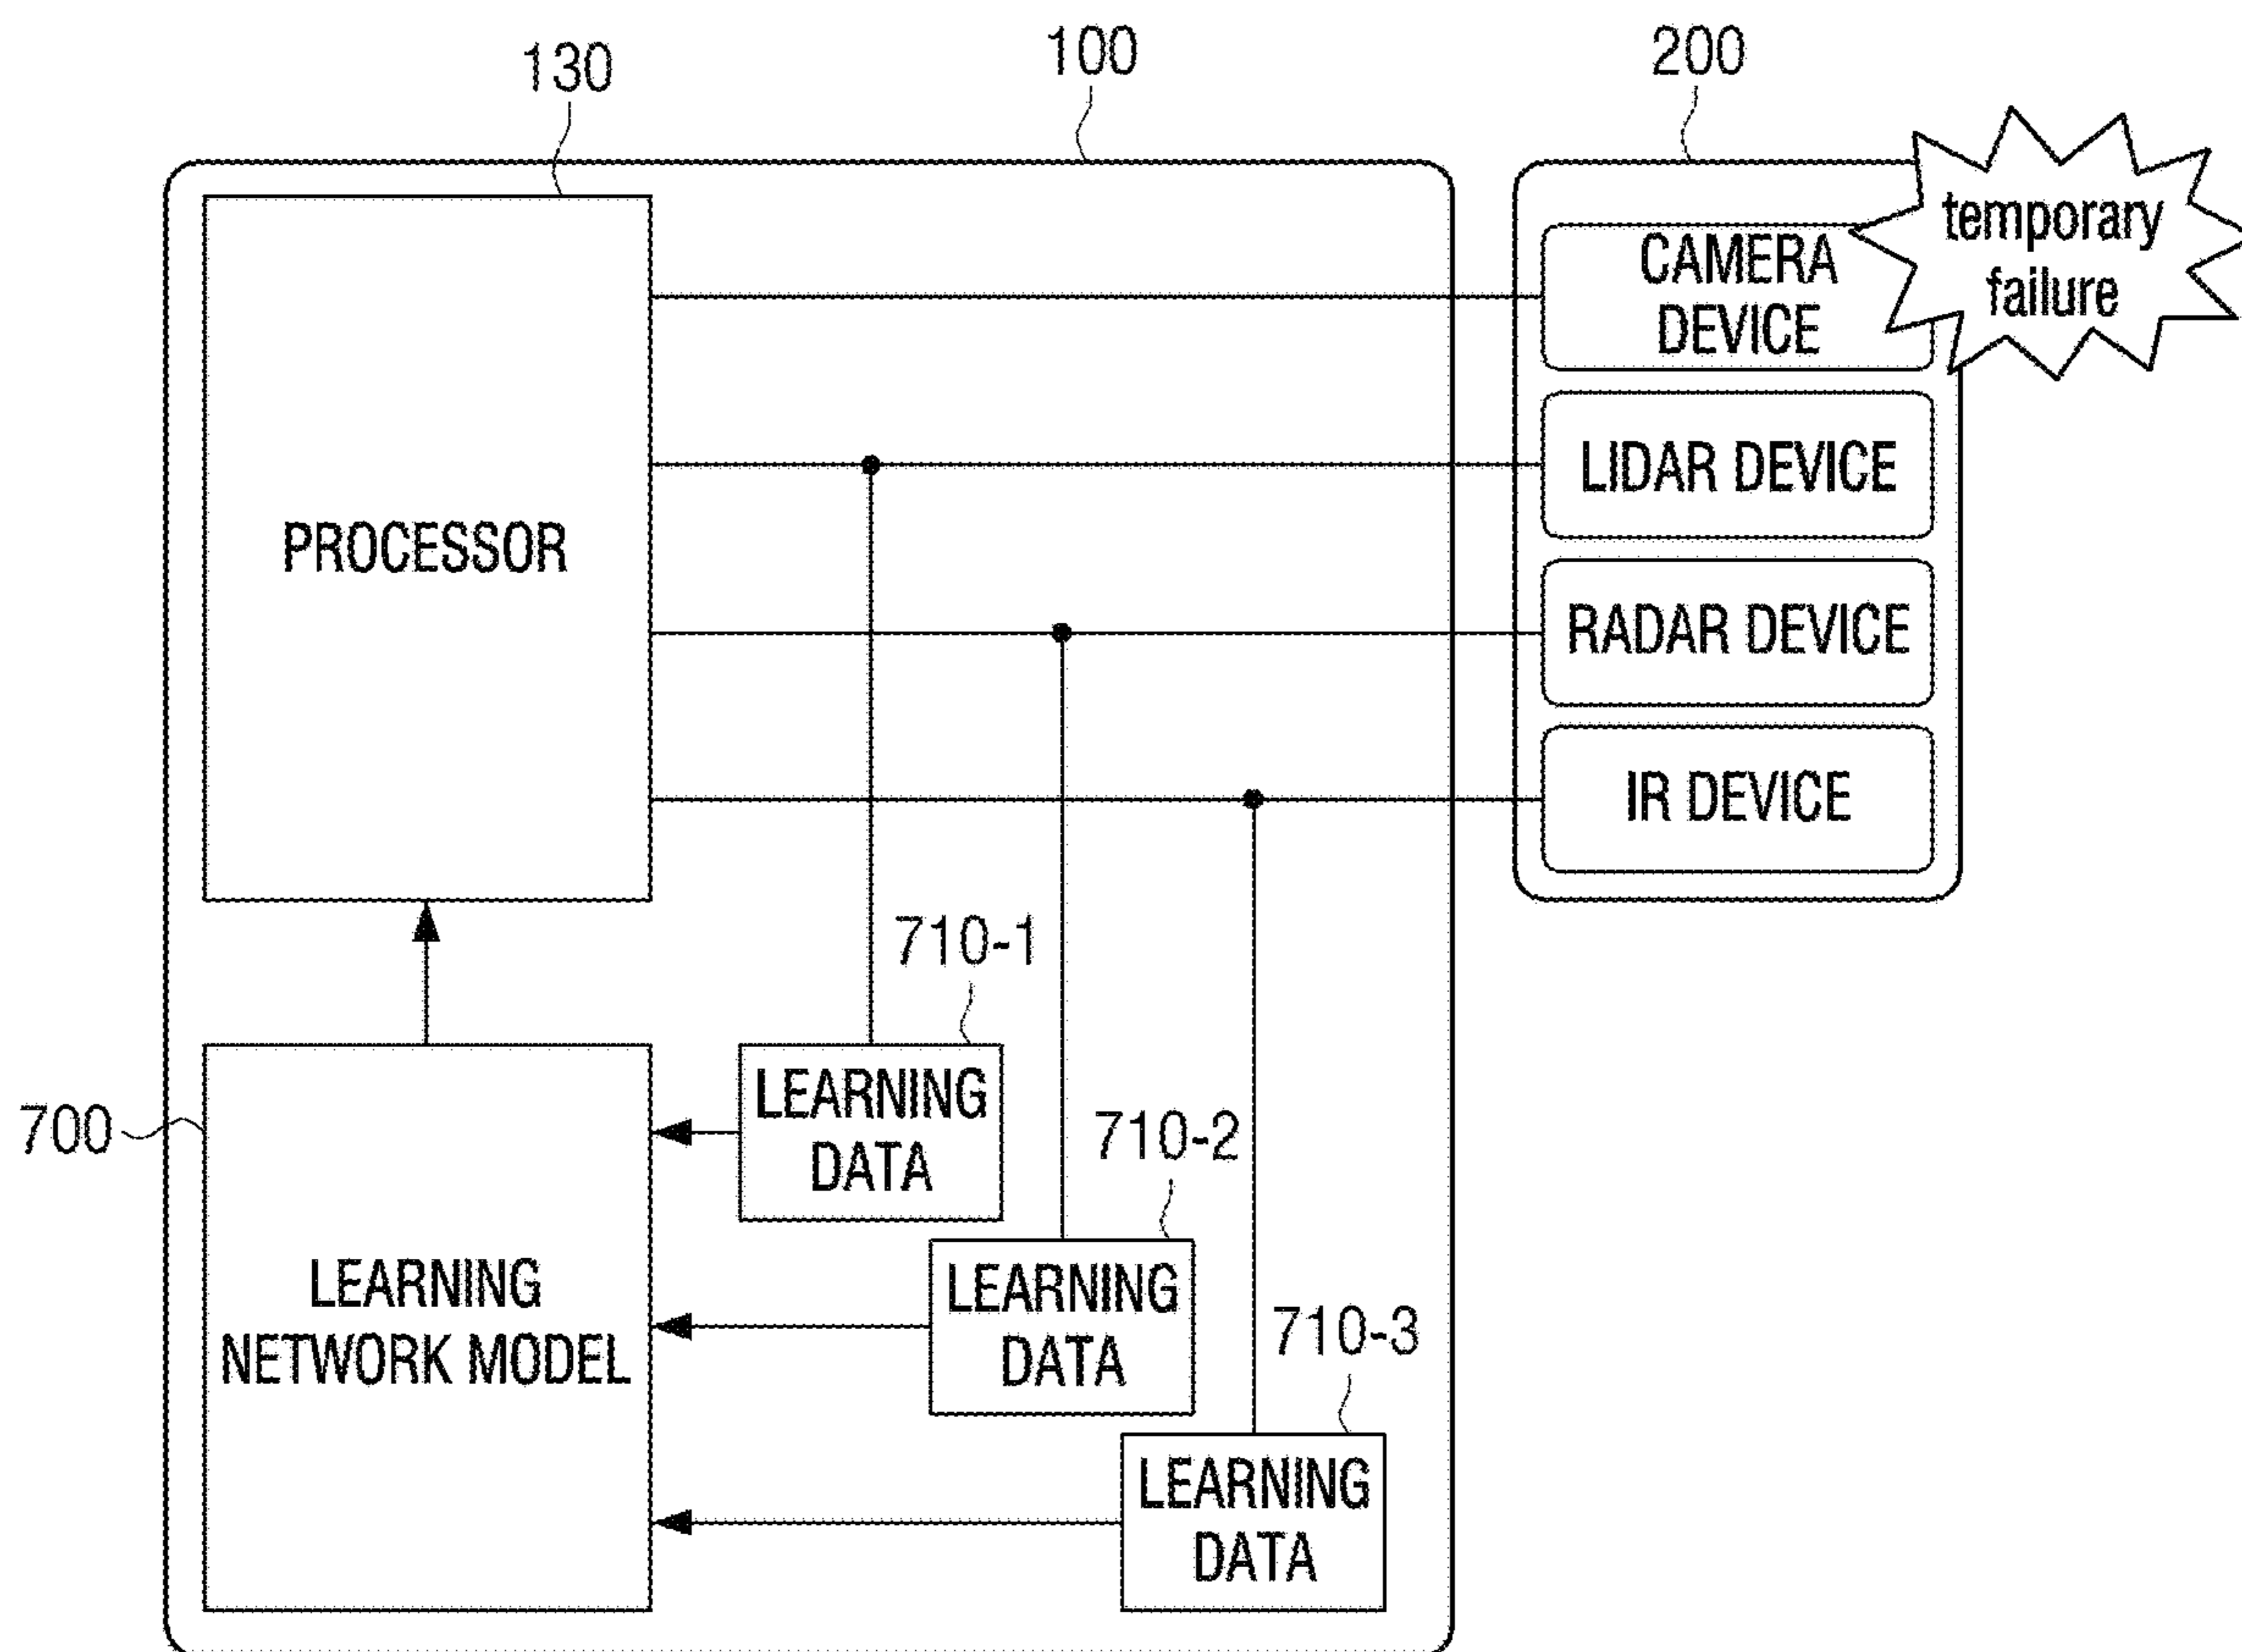 130
100
200
temporary
failure
CAMERA
DEVICE
LIDAR DEVICE
PROCESSOR
RADAR DEVICE
IR DEVICE
710-1
LEARNING
DATA
700
710-2
LEARNING
DATA
LEARNING
NETWORK MODEL
710-3
LEARNING
DATA